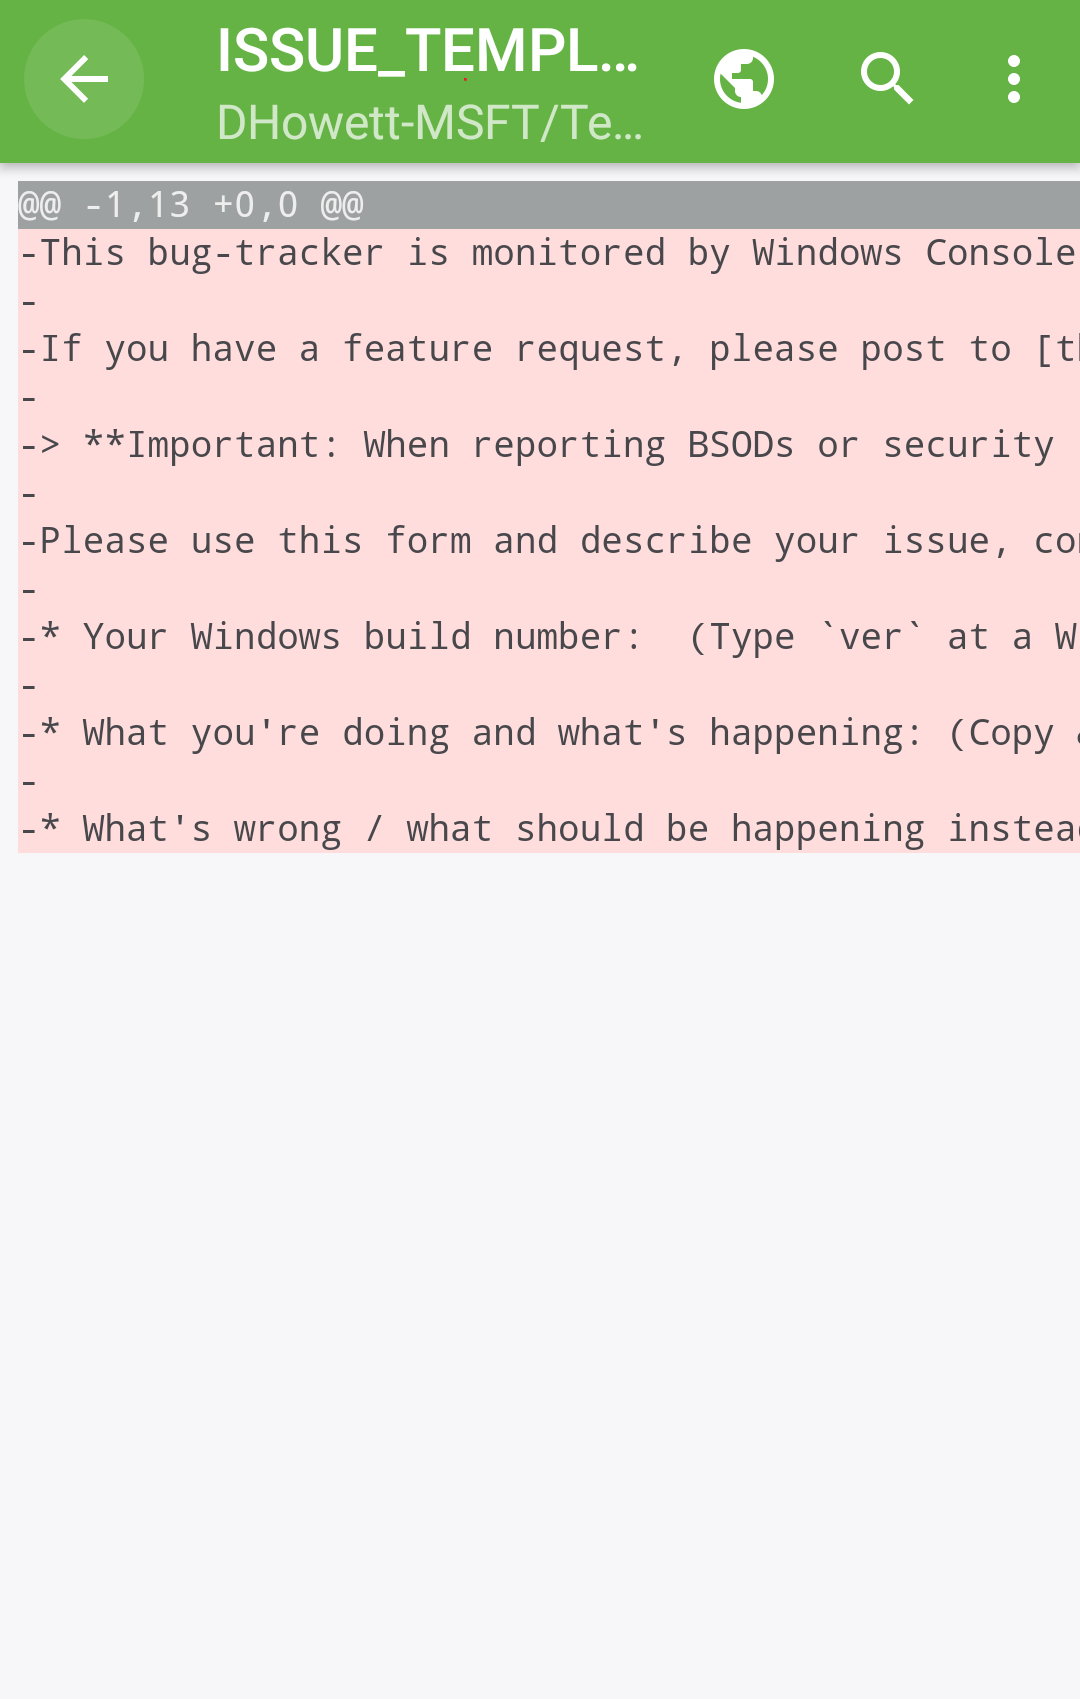 ISSUE_TEMPL...
DHowett-MSFT/Te...
@@ -1,13 +0,0 @@
-This bug-tracker is monitored by Windows Console
-
-If you have a feature request, please post to [
-
-> **Important: When reporting BSODs or security
-
-Please use this form and describe your issue,
-
-* Your Windows build number:  (Type `ver` at a W
-
-* What you're doing and what's happening: (Copy
-
-* What's wrong / what should be happening